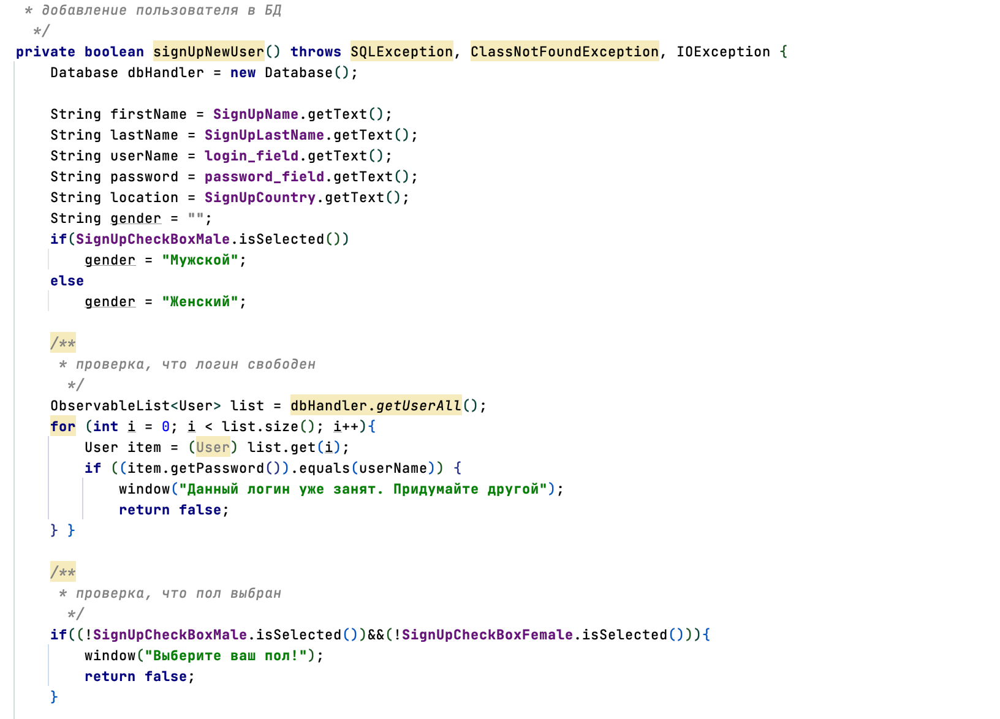 * добавление пользователя в БД
*/
private boolean signUpNewUser() throws SQLException, ClassNotFoundException, IOException {
Database dbHandler = new Database();
String firstName = SignUpName.getText();
String lastName = SignUpLastName.getText();
String userName = login_field.getText();
String password = password_field.getText();
String location = SignUpCountry.getText();
String gender = "";
if(SignUpCheckBoxMale.isSelected())
gender = "Мужской";
else
gender = "Женский";
/**
* проверка, что логин свободен
*/
ObservableList<User> list = dbHandler.getUserAll();
for (int i = 0; i < list.size(); i++){
User item = (User) list.get(i);
if ((item.getPassword()).equals(userName)) {
window("Данный логин уже занят. Придумайте другой");
return false;
} }
/**
* проверка, что пол выбран
*/
if((!SignUpCheckBoxMale.isSelected())&&(!SignUpCheckBoxFemale.isSelected())){
window("Выберите ваш пол!");
return false;
}